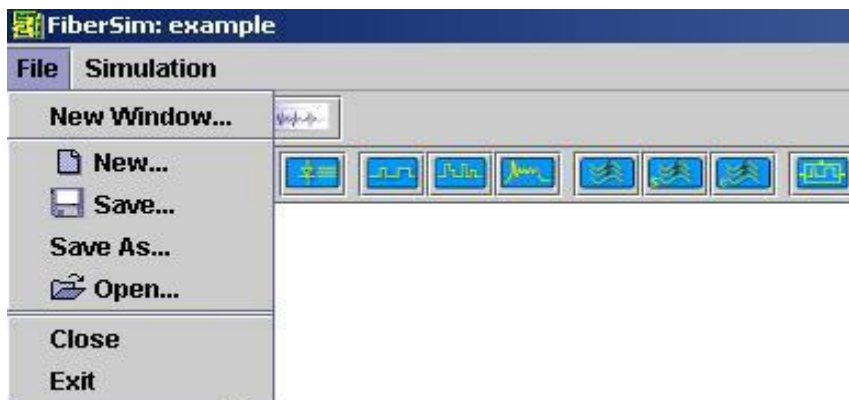 FiberSim: example
File Simulation
New Window...
New...
Save...
Save As...
Open...
Close
Exit